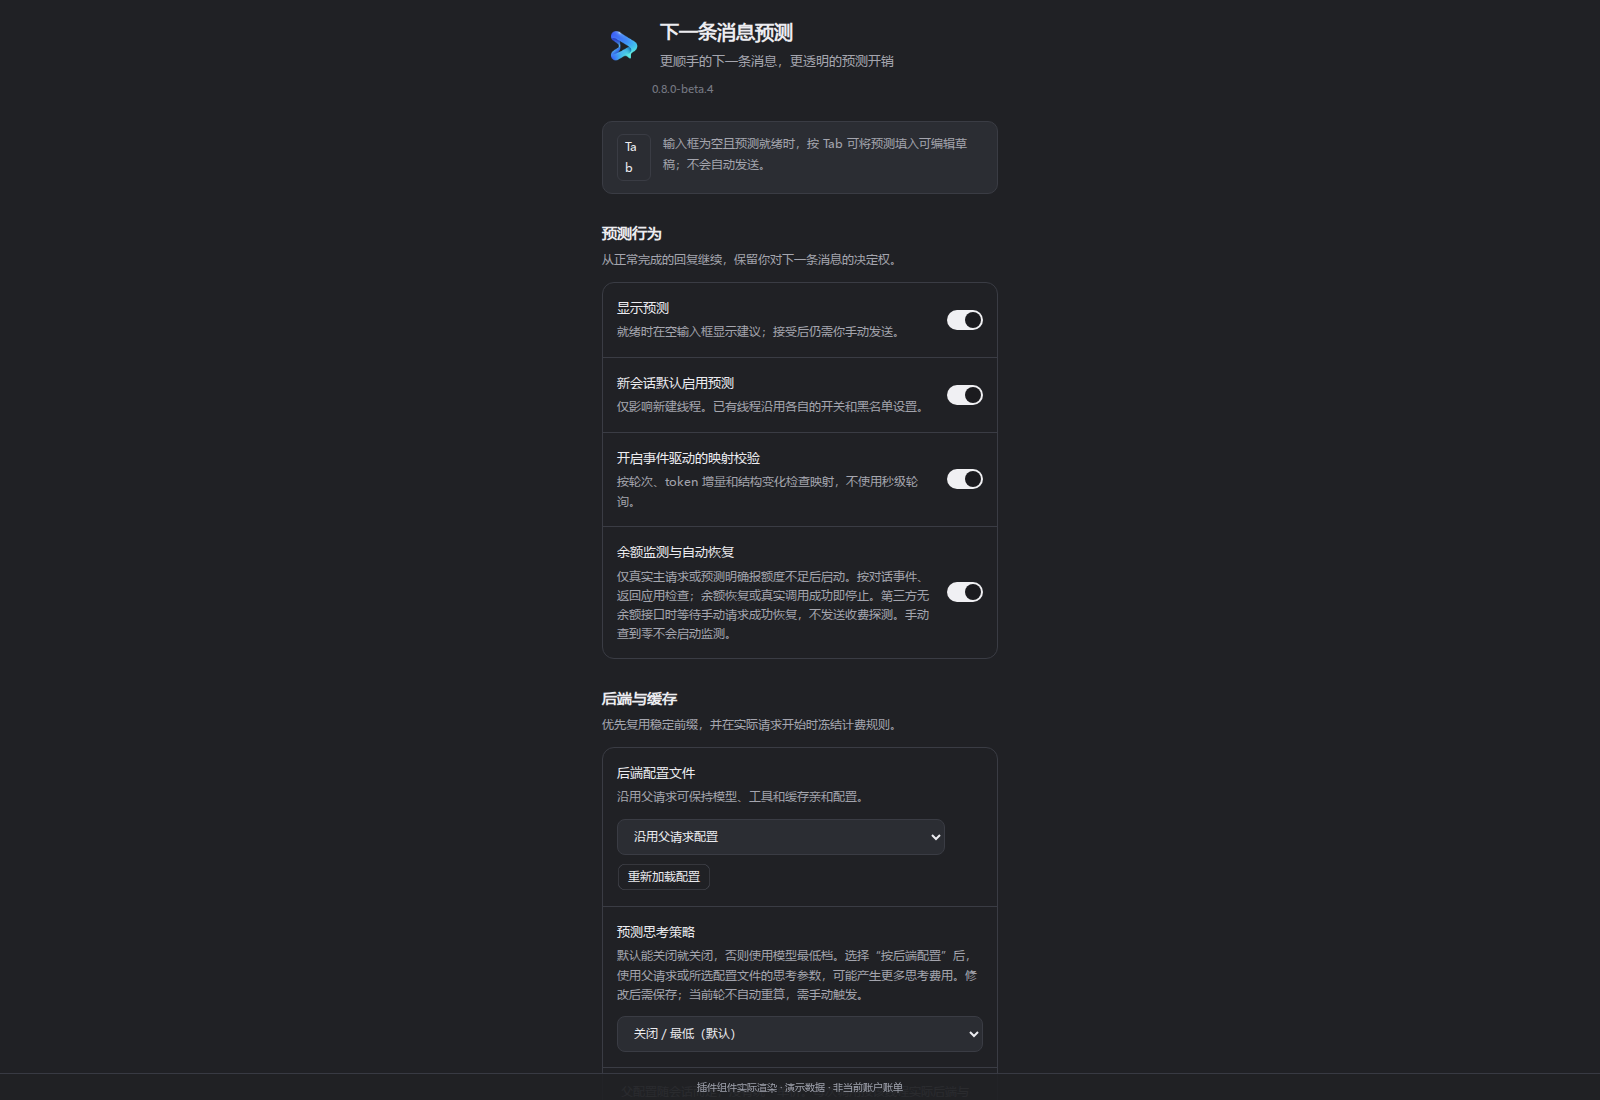 下一条消息预测
更顺手的下一条消息，更透明的预测开销
0.8.0-beta.4
Ta
b
输入框为空且预测就绪时，按 Tab 可将预测填入可编辑草
稿；不会自动发送。
预测行为
从正常完成的回复继续，保留你对下一条消息的决定权。
显示预测
就绪时在空输入框显示建议；接受后仍需你手动发送。
新会话默认启用预测
仅影响新建线程。已有线程沿用各自的开关和黑名单设置。
开启事件驱动的映射校验
按轮次、token 增量和结构变化检查映射，不使用秒级轮
询。
余额监测与自动恢复
仅真实主请求或预测明确报额度不足后启动。按对话事件、
返回应用检查；余额恢复或真实调用成功即停止。第三方无
余额接口时等待手动请求成功恢复，不发送收费探测。手动
查到零不会启动监测。
后端与缓存
优先复用稳定前缀，并在实际请求开始时冻结计费规则。
后端配置文件
沿用父请求可保持模型、工具和缓存亲和配置。
沿用父请求配置
重新加载配置
预测思考策略
默认能关闭就关闭，否则使用模型最低档。选择“按后端配置”后，
使用父请求或所选配置文件的思考参数，可能产生更多思考费用。修
改后需保存；当前轮不自动重算，需手动触发。
关闭 / 最低（默认）
插件组件实际渲染 · 演示数据 · 非当前账户账单